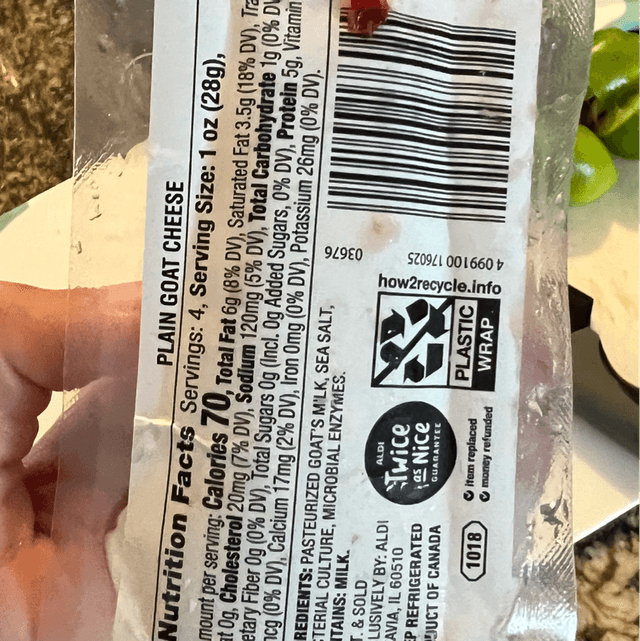 PLAIN GOAT CHEESE
Nutrition Facts Servings: 4, Serving Size: 1 oz (28g),
mount per serving: Calories 70, Total Fat 6g (8% DV), Saturated Fat 3.5g (18% DV), Tra
at 0g, Cholesterol 20mg (7% DV), Sodium 120mg (5% DV), Total Carbohydrate 1g (0% DV
etary Fiber 0g (0% DV), Total Sugars 0g (Incl. 0g Added Sugars, 0% DV), Protein 5g, Vitamin
ncg (0% DV), Calcium 17mg (2% DV), Iron 0mg (0% DV), Potassium 26mg (0% DV).
REDIENTS: PASTEURIZED GOAT'S MILK, SEA SALT,
TERIAL CULTURE, MICROBIAL ENZYMES.
TAINS: MILK.
T. & SOLD
LUSIVELY BY: ALDI
AVIA, IL 60510
P REFRIGERATED
DUCT OF CANADA
ALDI
Twice
as Nice
GUARANTEE
item replaced
money refunded
1018
how2recycle.info
PLASTIC
WRAP
03676
4 099100 176025